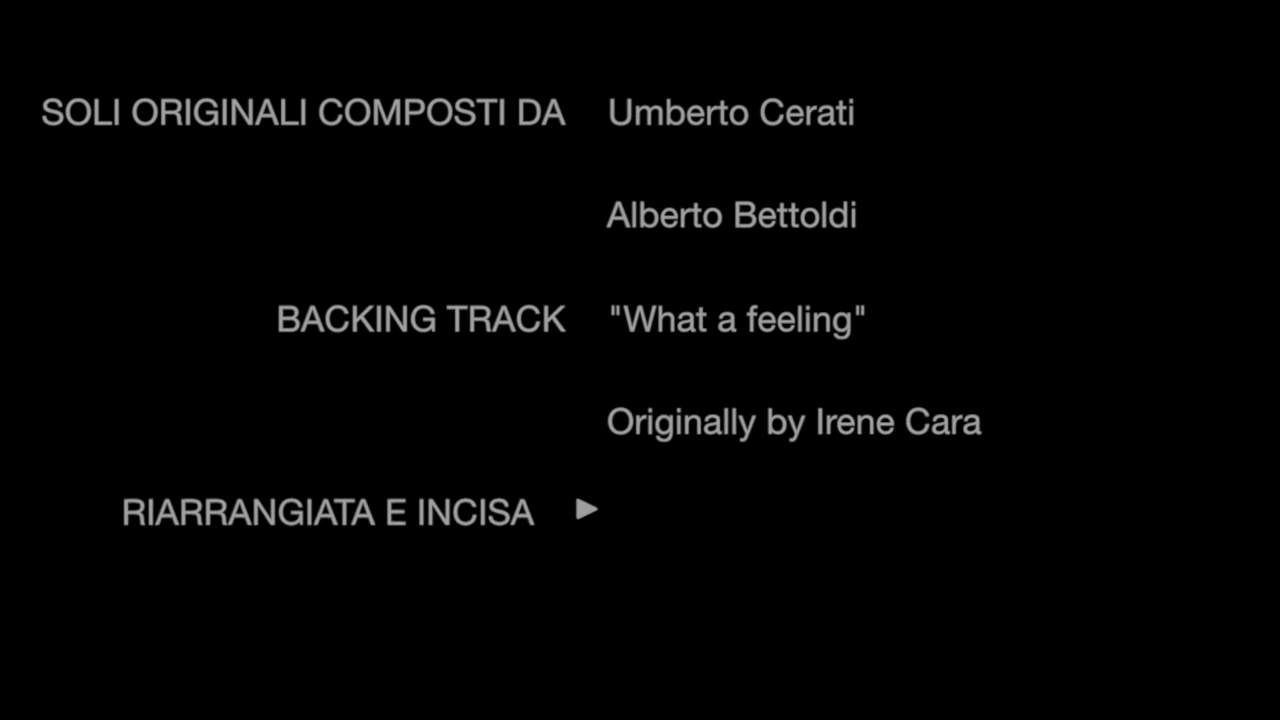 SOLI ORIGINALI COMPOSTI DA Umberto Cerati
Alberto Bettoldi
BACKING TRACK "What a feeling"
Originally by Irene Cara
RIARRANGIATA E INCISA ▶